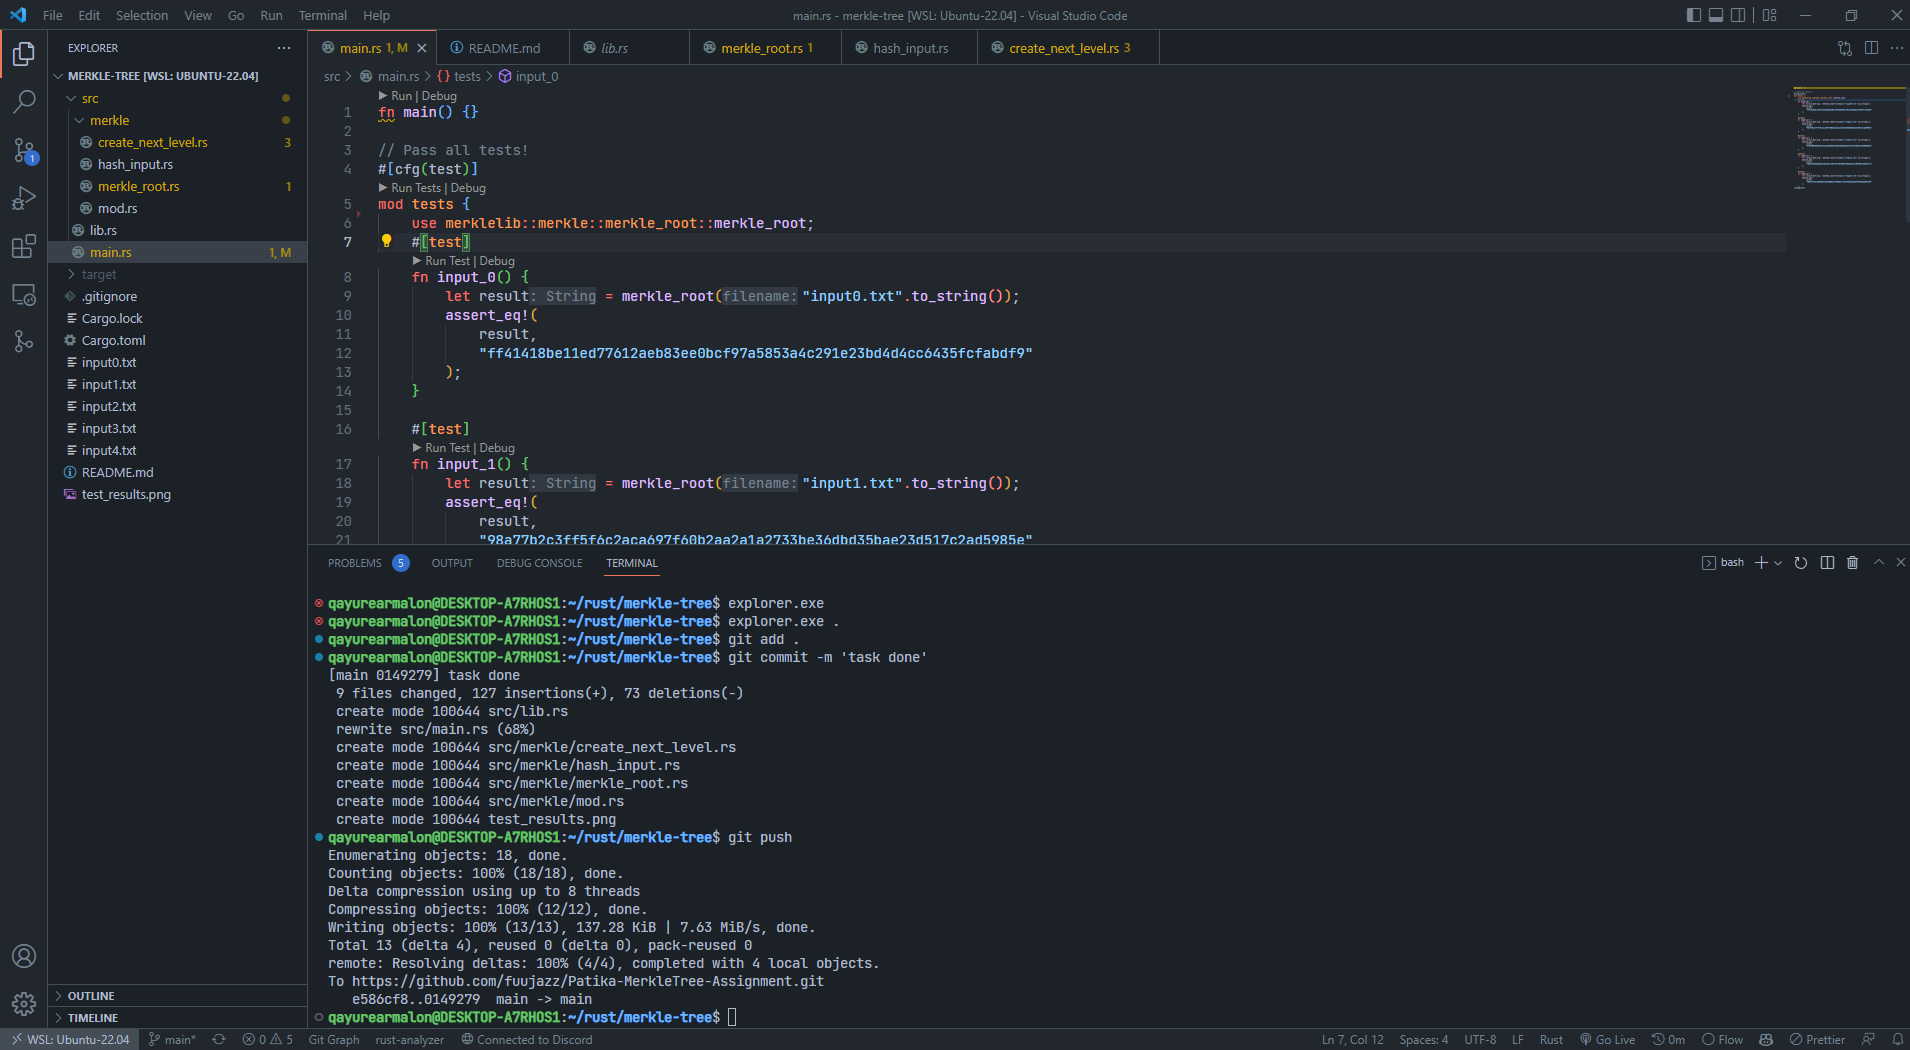 File Edit Selection View Go Run Terminal Help
main.rs - merkle-tree [WSL: Ubuntu-22.04] - Visual Studio Code
EXPLORER ···
MERKLE-TREE [WSL: UBUNTU-22.04]
src
merkle
create_next_level.rs 3
hash_input.rs
merkle_root.rs 1
mod.rs
lib.rs
main.rs 1, M
target
.gitignore
Cargo.lock
Cargo.toml
input0.txt
input1.txt
input2.txt
input3.txt
input4.txt
README.md
test_results.png
OUTLINE
TIMELINE
1
main.rs 1, M README.md lib.rs merkle_root.rs 1 hash_input.rs create_next_level.rs 3
src > main.rs > {} tests > input_0
Run | Debug
1 fn main() {}
2
3 // Pass all tests!
4 #[cfg(test)]
Run Tests | Debug
5 mod tests {
6 use merklelib::merkle::merkle_root::merkle_root;
7 #[test]
Run Test | Debug
8 fn input_0() {
9 let result: String = merkle_root(filename: "input0.txt".to_string());
10 assert_eq!(
11 result,
12 "ff41418be11ed77612aeb83ee0bcf97a5853a4c291e23bd4d4cc6435fcfabdf9"
13 );
14 }
15
16 #[test]
Run Test | Debug
17 fn input_1() {
18 let result: String = merkle_root(filename: "input1.txt".to_string());
19 assert_eq!(
20 result,
21 "98a77b2c3ff5f6c2aca697f60b2aa2a1a2733be36dbd35bae23d517c2ad5985e"
PROBLEMS 5 OUTPUT DEBUG CONSOLE TERMINAL
bash
qayurearmalon@DESKTOP-A7RHOS1:~/rust/merkle-tree$ explorer.exe
qayurearmalon@DESKTOP-A7RHOS1:~/rust/merkle-tree$ explorer.exe .
qayurearmalon@DESKTOP-A7RHOS1:~/rust/merkle-tree$ git add .
qayurearmalon@DESKTOP-A7RHOS1:~/rust/merkle-tree$ git commit -m 'task done'
[main 0149279] task done
9 files changed, 127 insertions(+), 73 deletions(-)
create mode 100644 src/lib.rs
rewrite src/main.rs (68%)
create mode 100644 src/merkle/create_next_level.rs
create mode 100644 src/merkle/hash_input.rs
create mode 100644 src/merkle/merkle_root.rs
create mode 100644 src/merkle/mod.rs
create mode 100644 test_results.png
qayurearmalon@DESKTOP-A7RHOS1:~/rust/merkle-tree$ git push
Enumerating objects: 18, done.
Counting objects: 100% (18/18), done.
Delta compression using up to 8 threads
Compressing objects: 100% (12/12), done.
Writing objects: 100% (13/13), 137.28 KiB | 7.63 MiB/s, done.
Total 13 (delta 4), reused 0 (delta 0), pack-reused 0
remote: Resolving deltas: 100% (4/4), completed with 4 local objects.
To https://github.com/fuujazz/Patika-MerkleTree-Assignment.git
e586cf8..0149279 main -> main
qayurearmalon@DESKTOP-A7RHOS1:~/rust/merkle-tree$
WSL: Ubuntu-22.04 main* 0 5 Git Graph rust-analyzer Connected to Discord
Ln 7, Col 12 Spaces: 4 UTF-8 LF Rust Go Live 0m Flow Prettier